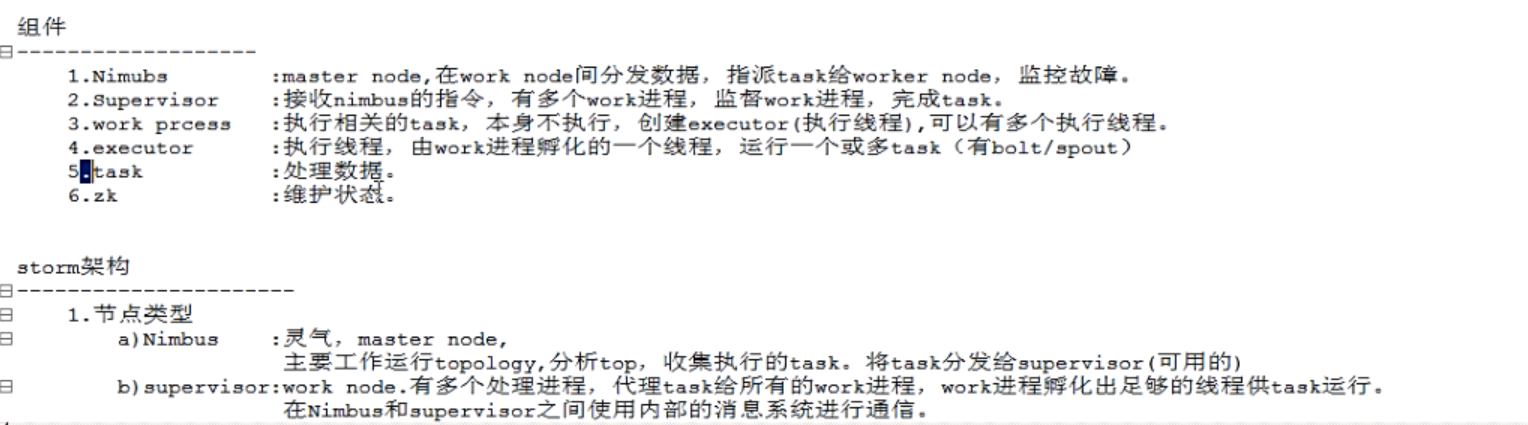 组件
-------------------
1.Nimubs :master node,在work node间分发数据，指派task给worker node，监控故障。
2.Supervisor :接收nimbus的指令，有多个work进程，监督work进程，完成task。
3.work prcess :执行相关的task，本身不执行，创建executor(执行线程),可以有多个执行线程。
4.executor :执行线程，由work进程孵化的一个线程，运行一个或多task（有bolt/spout）
5.task :处理数据。
6.zk :维护状态。
storm架构
----------------------
1.节点类型
a)Nimbus :灵气，master node,
主要工作运行topology,分析top，收集执行的task。将task分发给supervisor(可用的)
b)supervisor:work node.有多个处理进程，代理task给所有的work进程，work进程孵化出足够的线程供task运行。
在Nimbus和supervisor之间使用内部的消息系统进行通信。